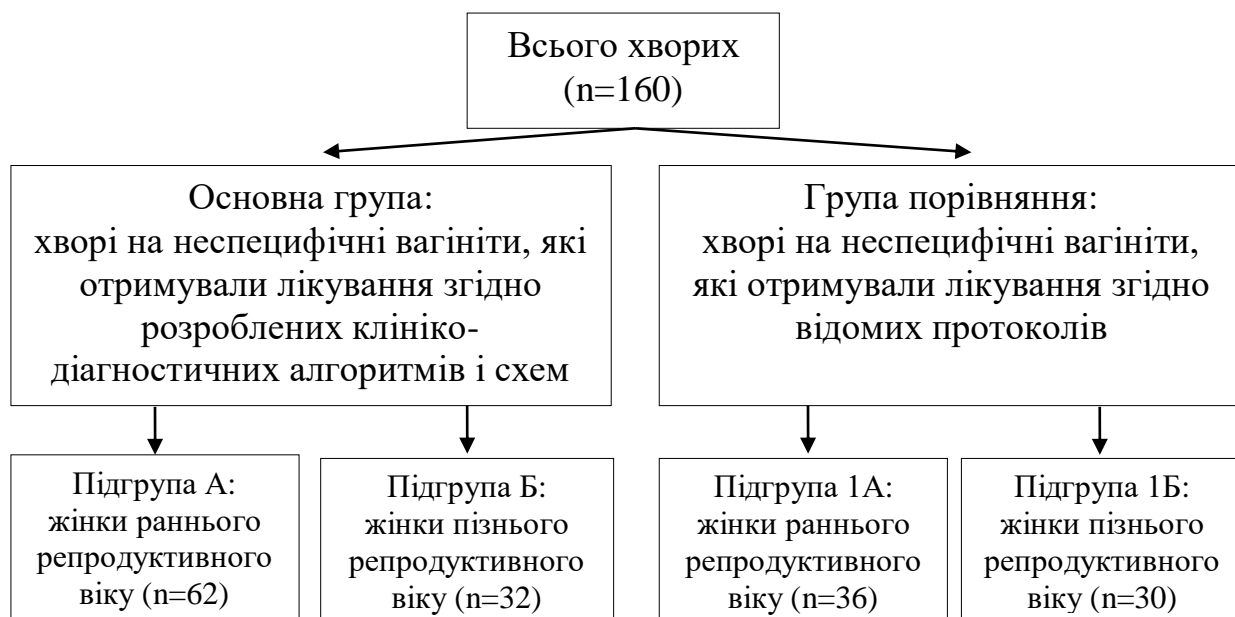 Всього хворих
(n=160)
Основна група:
хворі на неспецифічні вагініти, які
отримували лікування згідно
розроблених клініко-
діагностичних алгоритмів і схем
Група порівняння:
хворі на неспецифічні вагініти,
які отримували лікування згідно
відомих протоколів
Підгрупа А:
жінки раннього
репродуктивного
віку (n=62)
Підгрупа Б:
жінки пізнього
репродуктивного
віку (n=32)
Підгрупа 1А:
жінки раннього
репродуктивного
віку (n=36)
Підгрупа 1Б:
жінки пізнього
репродуктивного
віку (n=30)